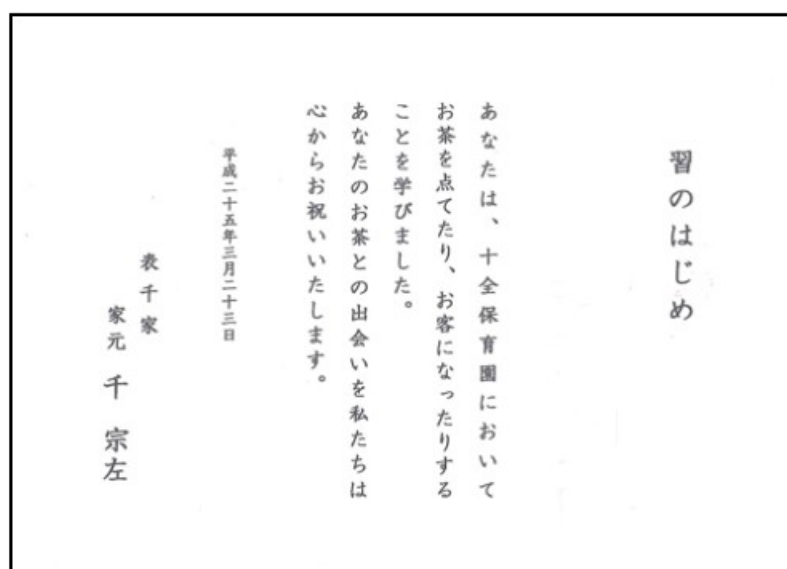 習のはじめ
あなたは、十全保育園において
お茶を点てたり、お客になったりする
ことを学びました。
あなたのお茶との出会いを私たちは
心からお祝いいたします。
平成二十五年三月二十三日
表千家
家元 千 宗左